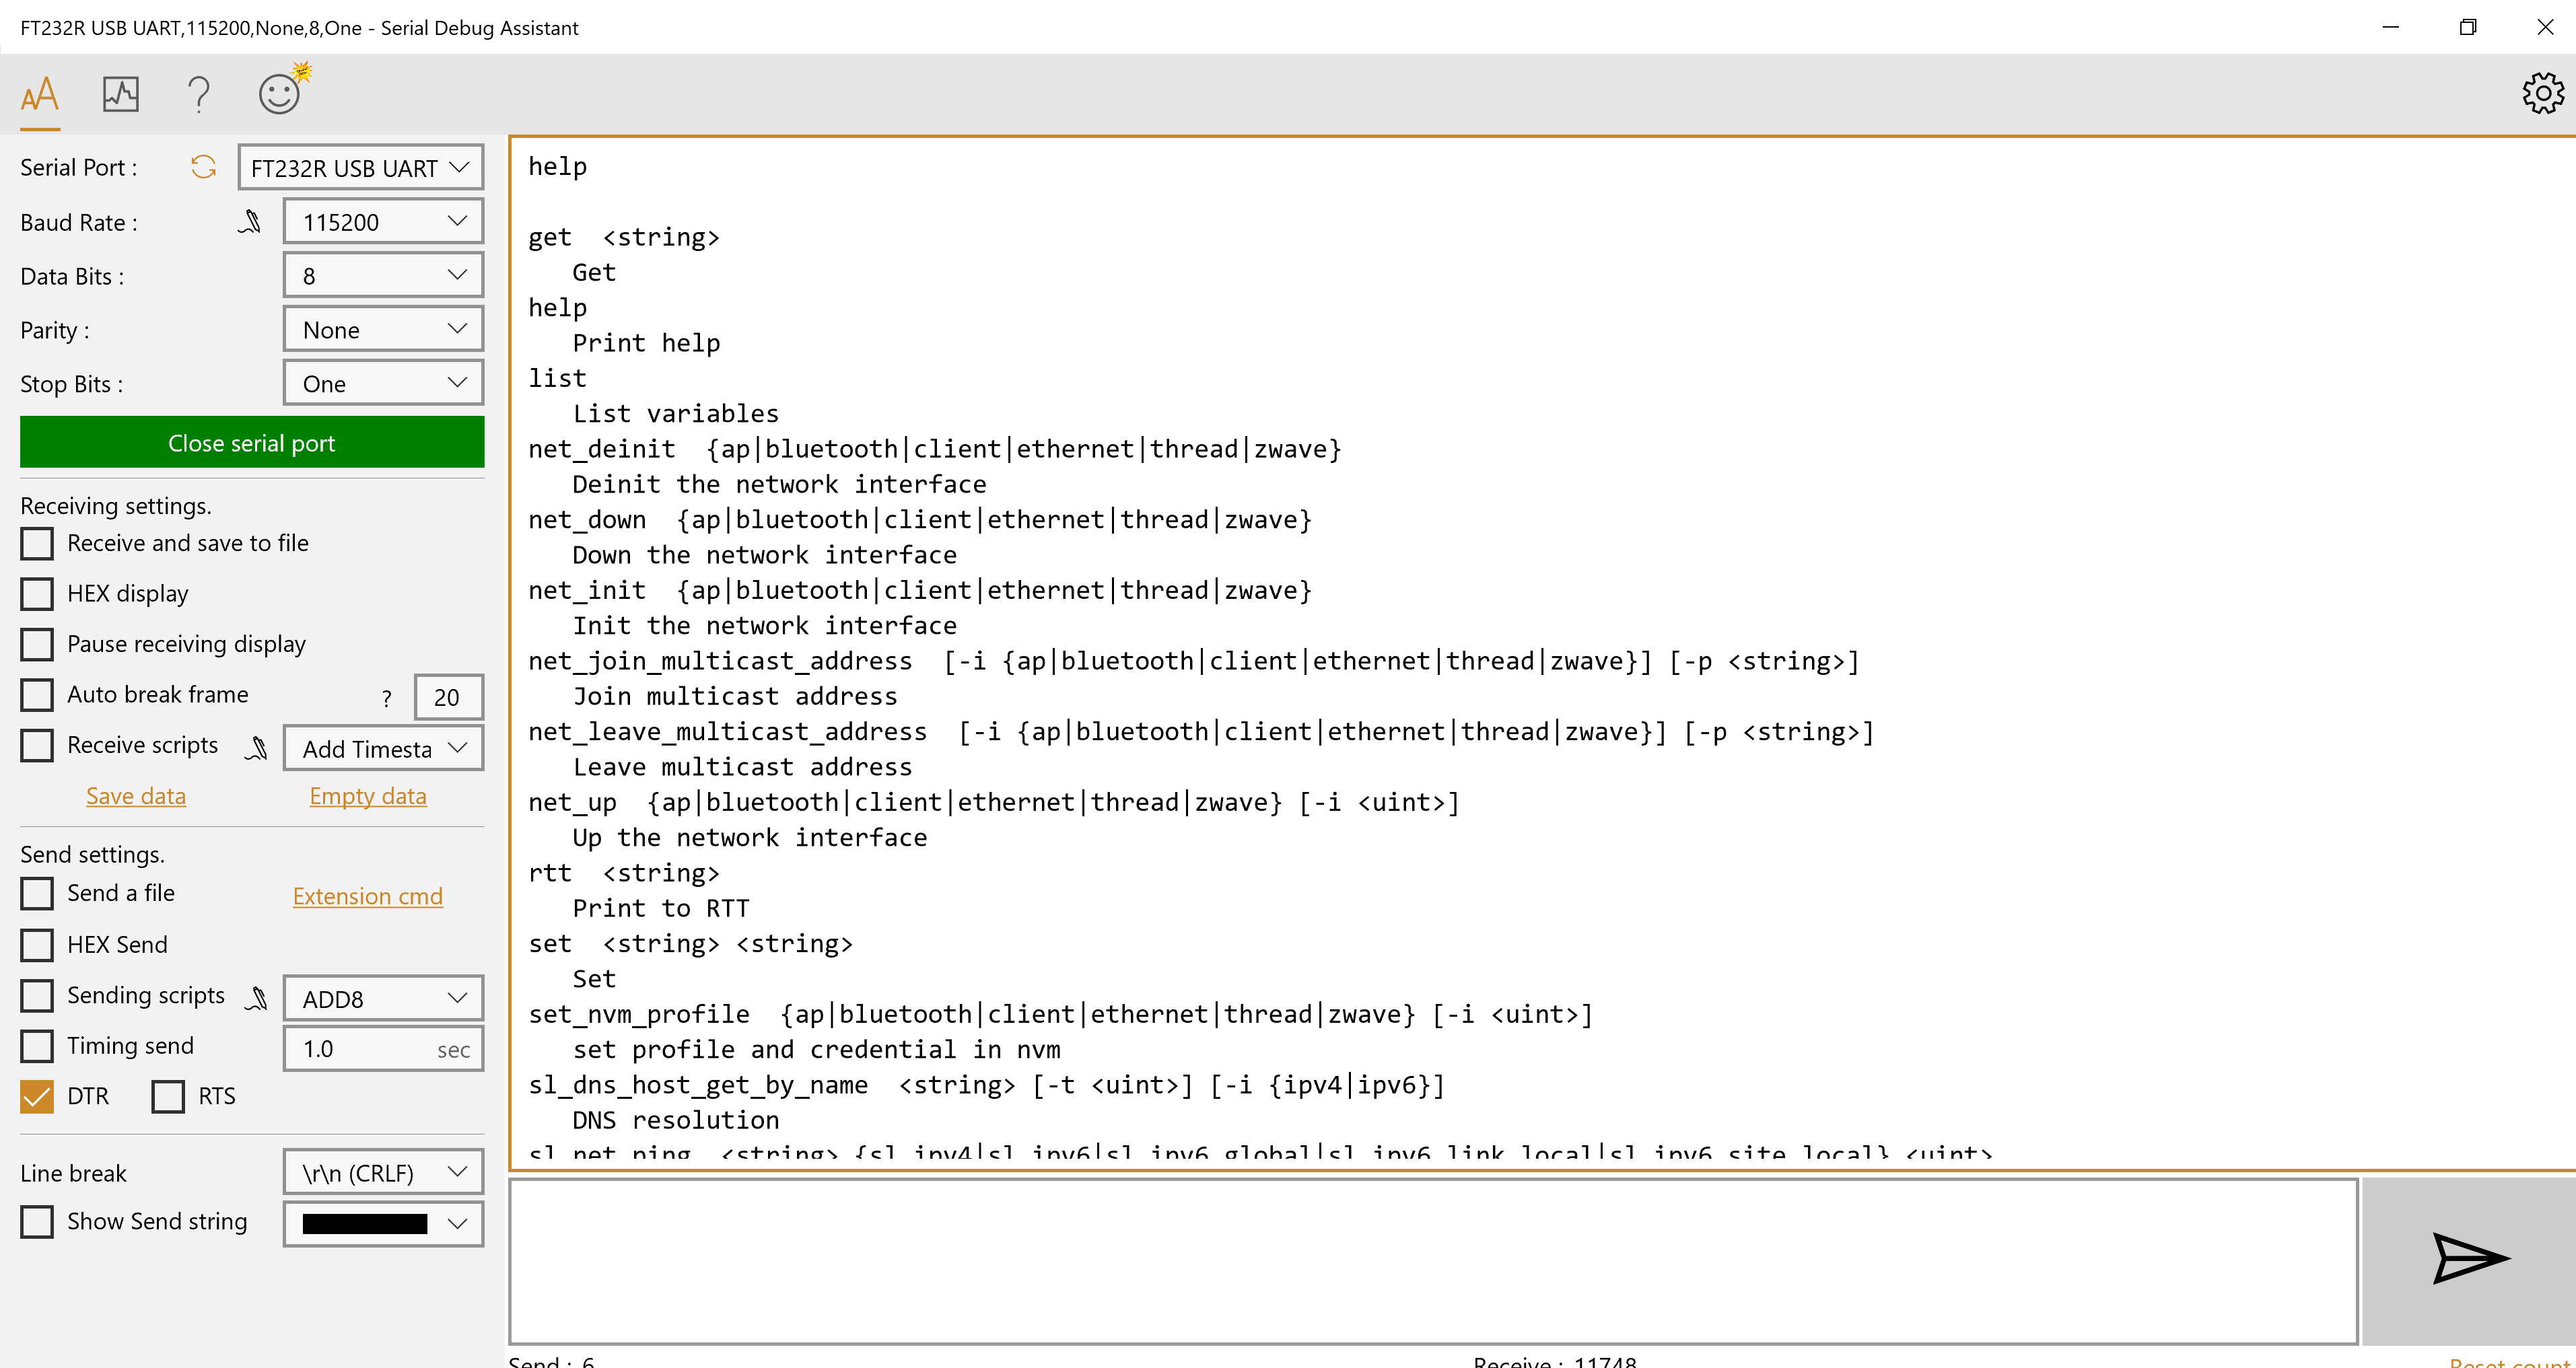 FT232R USB UART,115200,None,8,One - Serial Debug Assistant
Serial Port :
FT232R USB UART
Baud Rate :
115200
Data Bits :
8
Parity :
None
Stop Bits :
One
Close serial port
Receiving settings.
Receive and save to file
HEX display
Pause receiving display
Auto break frame
?
20
Receive scripts
Add Timesta
Save data
Empty data
Send settings.
Send a file
Extension cmd
HEX Send
Sending scripts
ADD8
Timing send
1.0 sec
DTR
RTS
Line break
\r\n (CRLF)
Show Send string
help
get  <string>
   Get
help
   Print help
list
   List variables
net_deinit  {ap|bluetooth|client|ethernet|thread|zwave}
   Deinit the network interface
net_down  {ap|bluetooth|client|ethernet|thread|zwave}
   Down the network interface
net_init  {ap|bluetooth|client|ethernet|thread|zwave}
   Init the network interface
net_join_multicast_address  [-i {ap|bluetooth|client|ethernet|thread|zwave}] [-p <string>]
   Join multicast address
net_leave_multicast_address  [-i {ap|bluetooth|client|ethernet|thread|zwave}] [-p <string>]
   Leave multicast address
net_up  {ap|bluetooth|client|ethernet|thread|zwave} [-i <uint>]
   Up the network interface
rtt  <string>
   Print to RTT
set  <string> <string>
   Set
set_nvm_profile  {ap|bluetooth|client|ethernet|thread|zwave} [-i <uint>]
   set profile and credential in nvm
sl_dns_host_get_by_name  <string> [-t <uint>] [-i {ipv4|ipv6}]
   DNS resolution
sl_net_ping  <string> {sl_ipv4|sl_ipv6|sl_ipv6_global|sl_ipv6_link_local|sl_ipv6_site_local} <uint>
Send : 6
Receive : 11748
Reset count